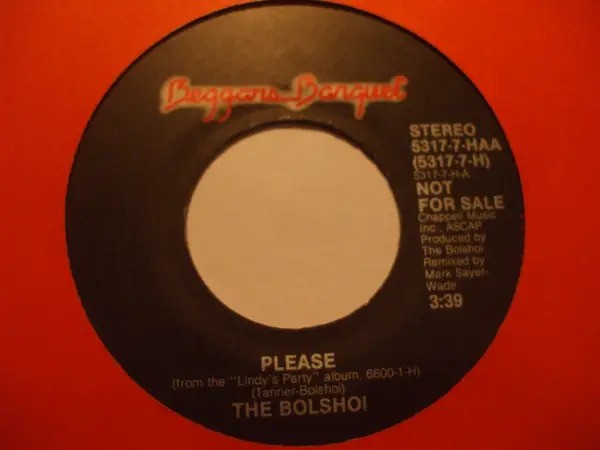 Beggars Banquet
STEREO
5317-7-HAA
(5317-7-H)
5317-7-H-A
NOT
FOR SALE
Chappell Music
Inc., ASCAP
Produced by
The Bolshoi
Remixed by
Mark Sayer-
Wade
3:39
PLEASE
(from the "Lindy's Party" album, 6600-1-H)
(Tanner-Bolshoi)
THE BOLSHOI